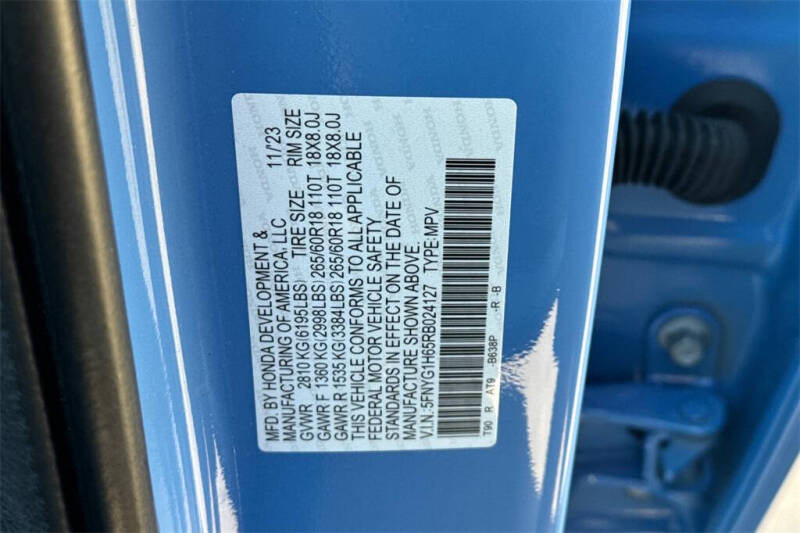 MFD. BY HONDA DEVELOPMENT & 11/23
MANUFACTURING OF AMERICA, LLC
GVWR 2810 KG(6195LBS) TIRE SIZE RIM SIZE
GAWR F 1360 KG(2998LBS) 265/60R18 110T 18X8.0J
GAWR R 1535 KG(3384LBS) 265/60R18 110T 18X8.0J
THIS VEHICLE CONFORMS TO ALL APPLICABLE
FEDERAL MOTOR VEHICLE SAFETY
STANDARDS IN EFFECT ON THE DATE OF
MANUFACTURE SHOWN ABOVE.
V.I.N.:5FNYG1H65RB024127 TYPE:MPV
T90 R AT9 -B638P -R -B
HONDA